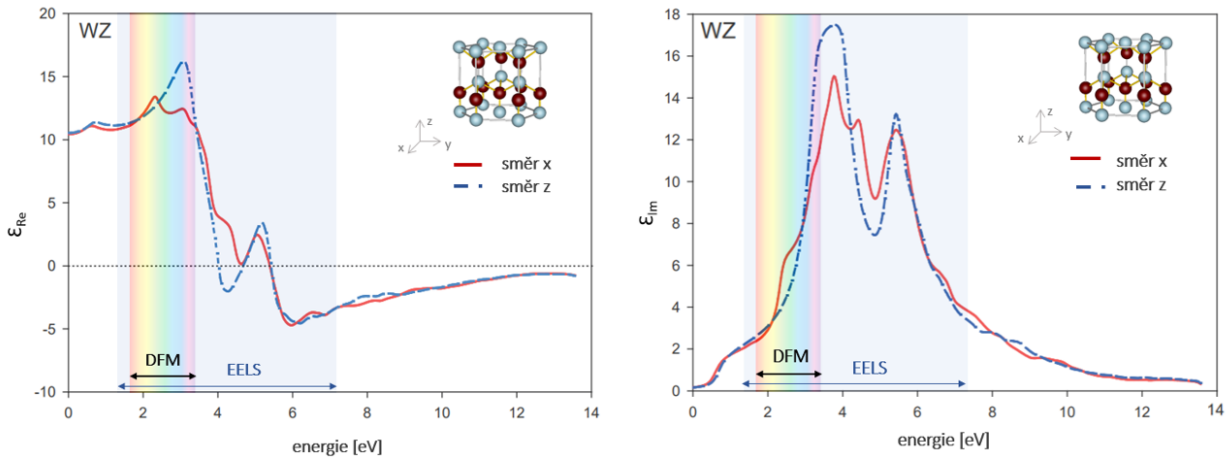 WZ
20
15
10
5
0
-5
-10
ε_Re
z
x
y
směr x
směr z
DFM
EELS
0 2 4 6 8 10 12 14
energie [eV]
WZ
18
16
14
12
10
8
6
4
2
0
ε_Im
z
x
y
směr x
směr z
DFM
EELS
0 2 4 6 8 10 12 14
energie [eV]